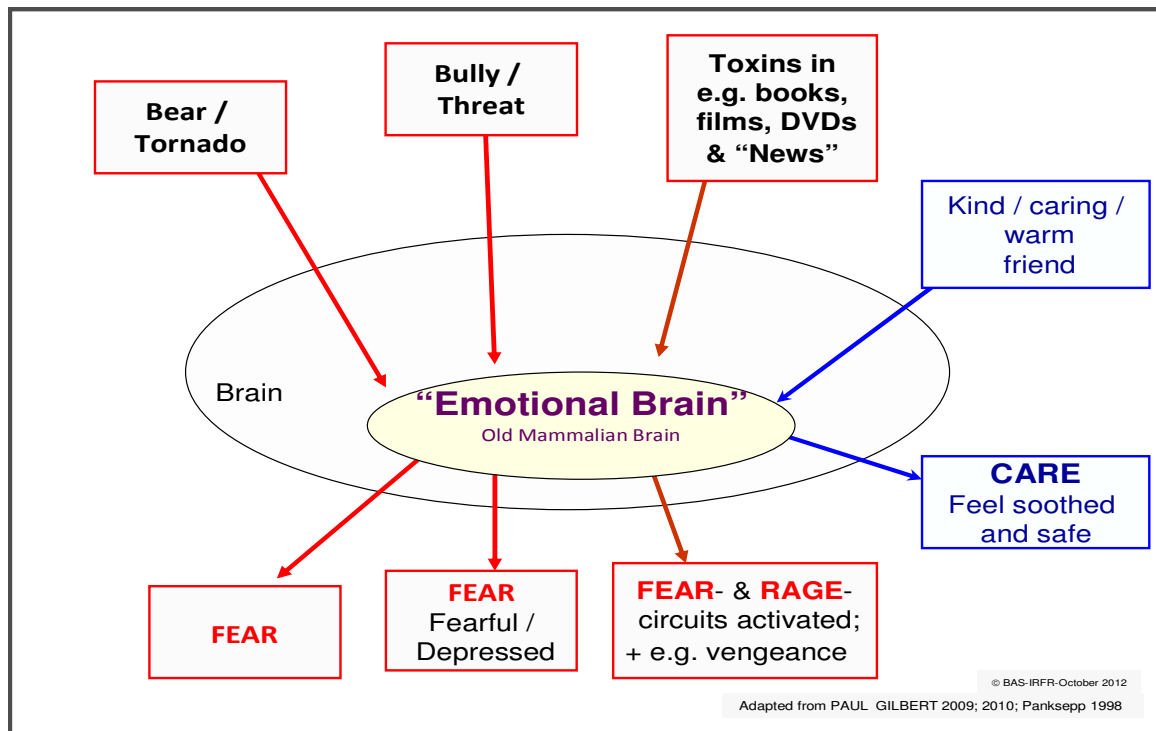 Bear /
Tornado
Bully /
Threat
Toxins in
e.g. books,
films, DVDs
& “News”
Kind / caring /
warm
friend
Brain
“Emotional Brain”
Old Mammalian Brain
CARE
Feel soothed
and safe
FEAR
FEAR
Fearful /
Depressed
FEAR- & RAGE-
circuits activated;
+ e.g. vengeance
© BAS-IRFR-October 2012
Adapted from PAUL GILBERT 2009; 2010; Panksepp 1998